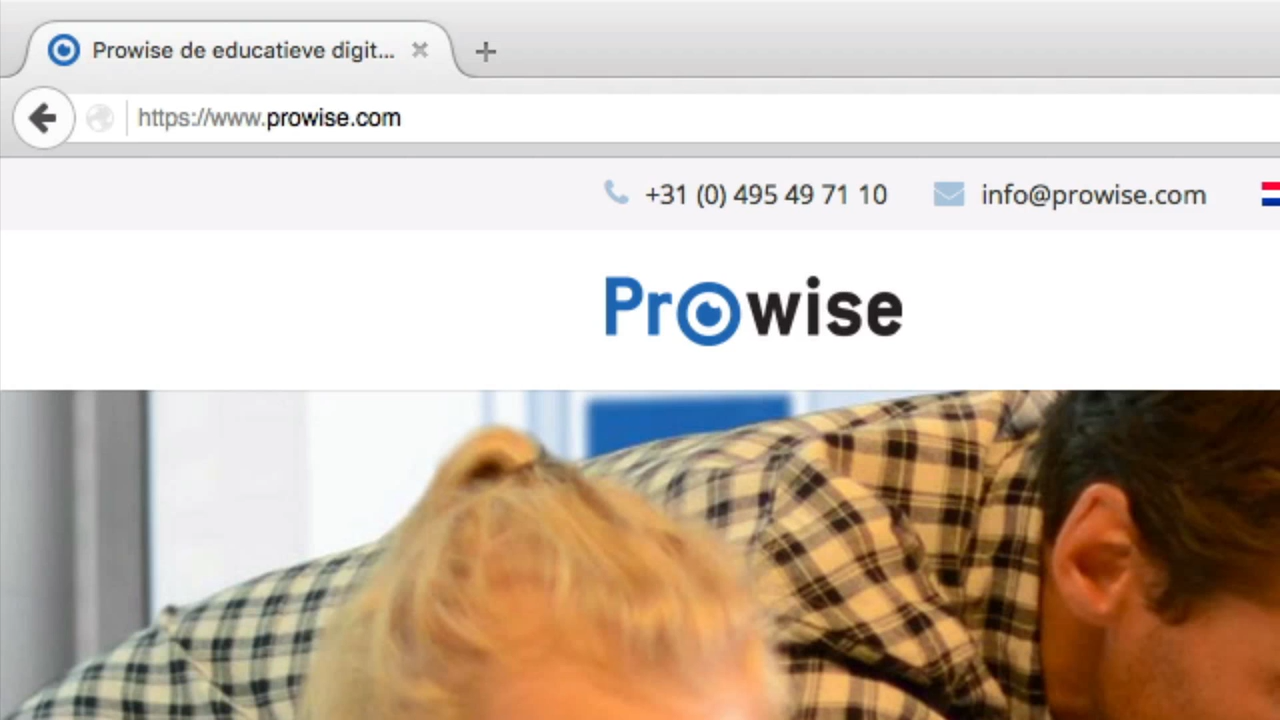 Prowise de educatieve digit...
https://www.prowise.com
+31 (0) 495 49 71 10 info@prowise.com
Prowise